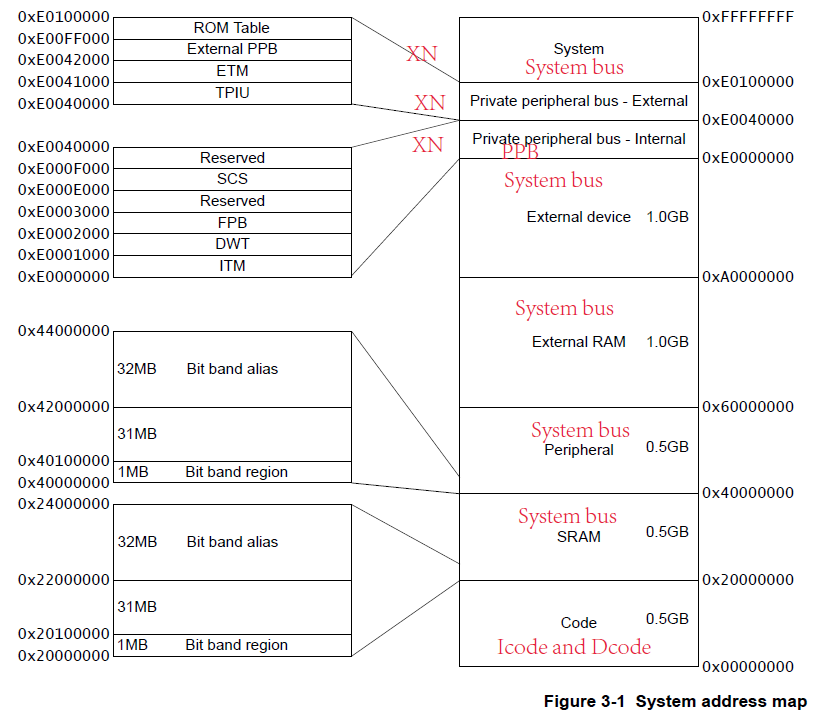 0xE0100000
ROM Table
0xE00FF000
External PPB
0xE0042000
ETM
0xE0041000
TPIU
0xE0040000
XN
XN
XN
0xE0040000
Reserved
0xE000F000
SCS
0xE000E000
Reserved
0xE0003000
FPB
0xE0002000
DWT
0xE0001000
ITM
0xE0000000
0x44000000
32MB Bit band alias
0x42000000
31MB
0x40100000
1MB Bit band region
0x40000000
0x24000000
32MB Bit band alias
0x22000000
31MB
0x20100000
1MB Bit band region
0x20000000
0xFFFFFFFF
System
System bus
0xE0100000
Private peripheral bus - External
0xE0040000
Private peripheral bus - Internal
PPB
0xE0000000
System bus
External device 1.0GB
0xA0000000
System bus
External RAM 1.0GB
0x60000000
System bus
Peripheral 0.5GB
0x40000000
System bus
SRAM 0.5GB
0x20000000
Code 0.5GB
Icode and Dcode
0x00000000
Figure 3-1 System address map